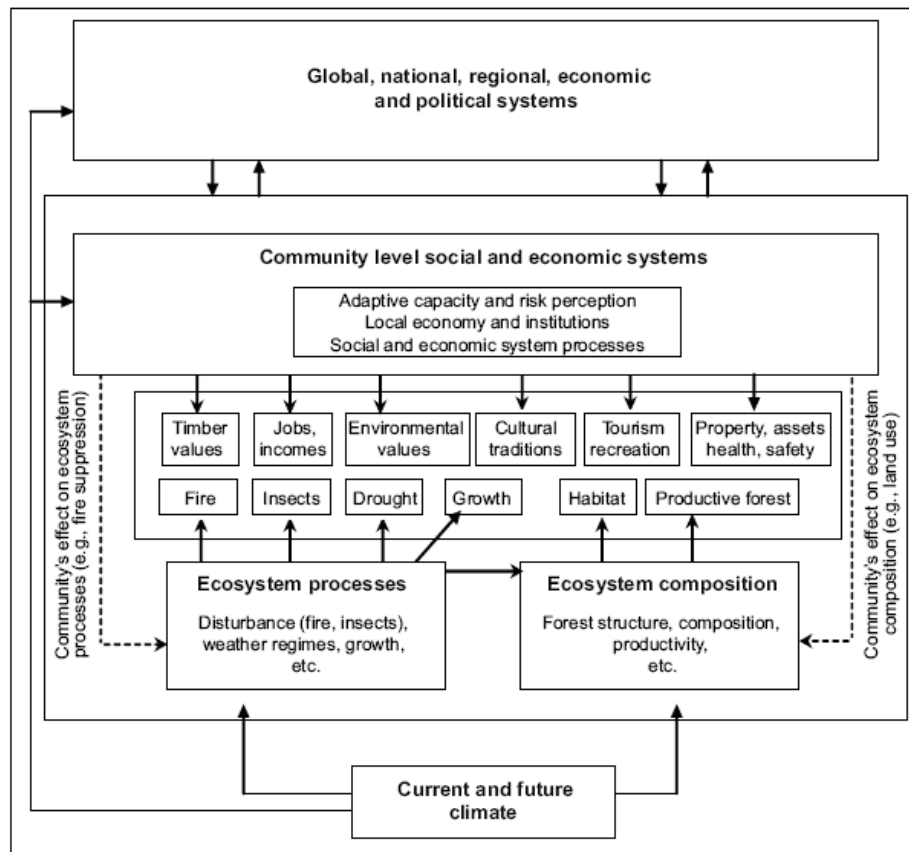 Global, national, regional, economic
and political systems
Community level social and economic systems
Adaptive capacity and risk perception
Local economy and institutions
Social and economic system processes
Community's effect on ecosystem
processes (e.g., fire suppression)
Timber
values
Jobs,
incomes
Environmental
values
Cultural
traditions
Tourism
recreation
Property, assets
health, safety
Fire
Insects
Drought
Growth
Habitat
Productive forest
Community's effect on ecosystem
composition (e.g., land use)
Ecosystem processes
Disturbance (fire, insects),
weather regimes, growth,
etc.
Ecosystem composition
Forest structure, composition,
productivity,
etc.
Current and future
climate